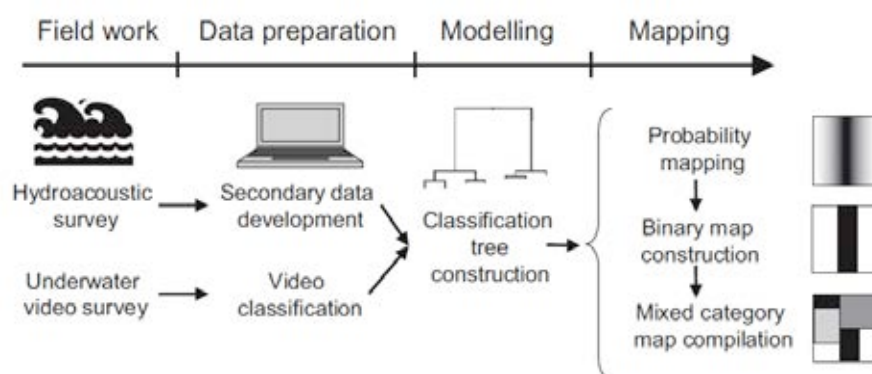 Field work
Data preparation
Modelling
Mapping
Hydroacoustic
survey
Secondary data
development
Underwater
video survey
Video
classification
Classification
tree
construction
Probability
mapping
Binary map
construction
Mixed category
map compilation